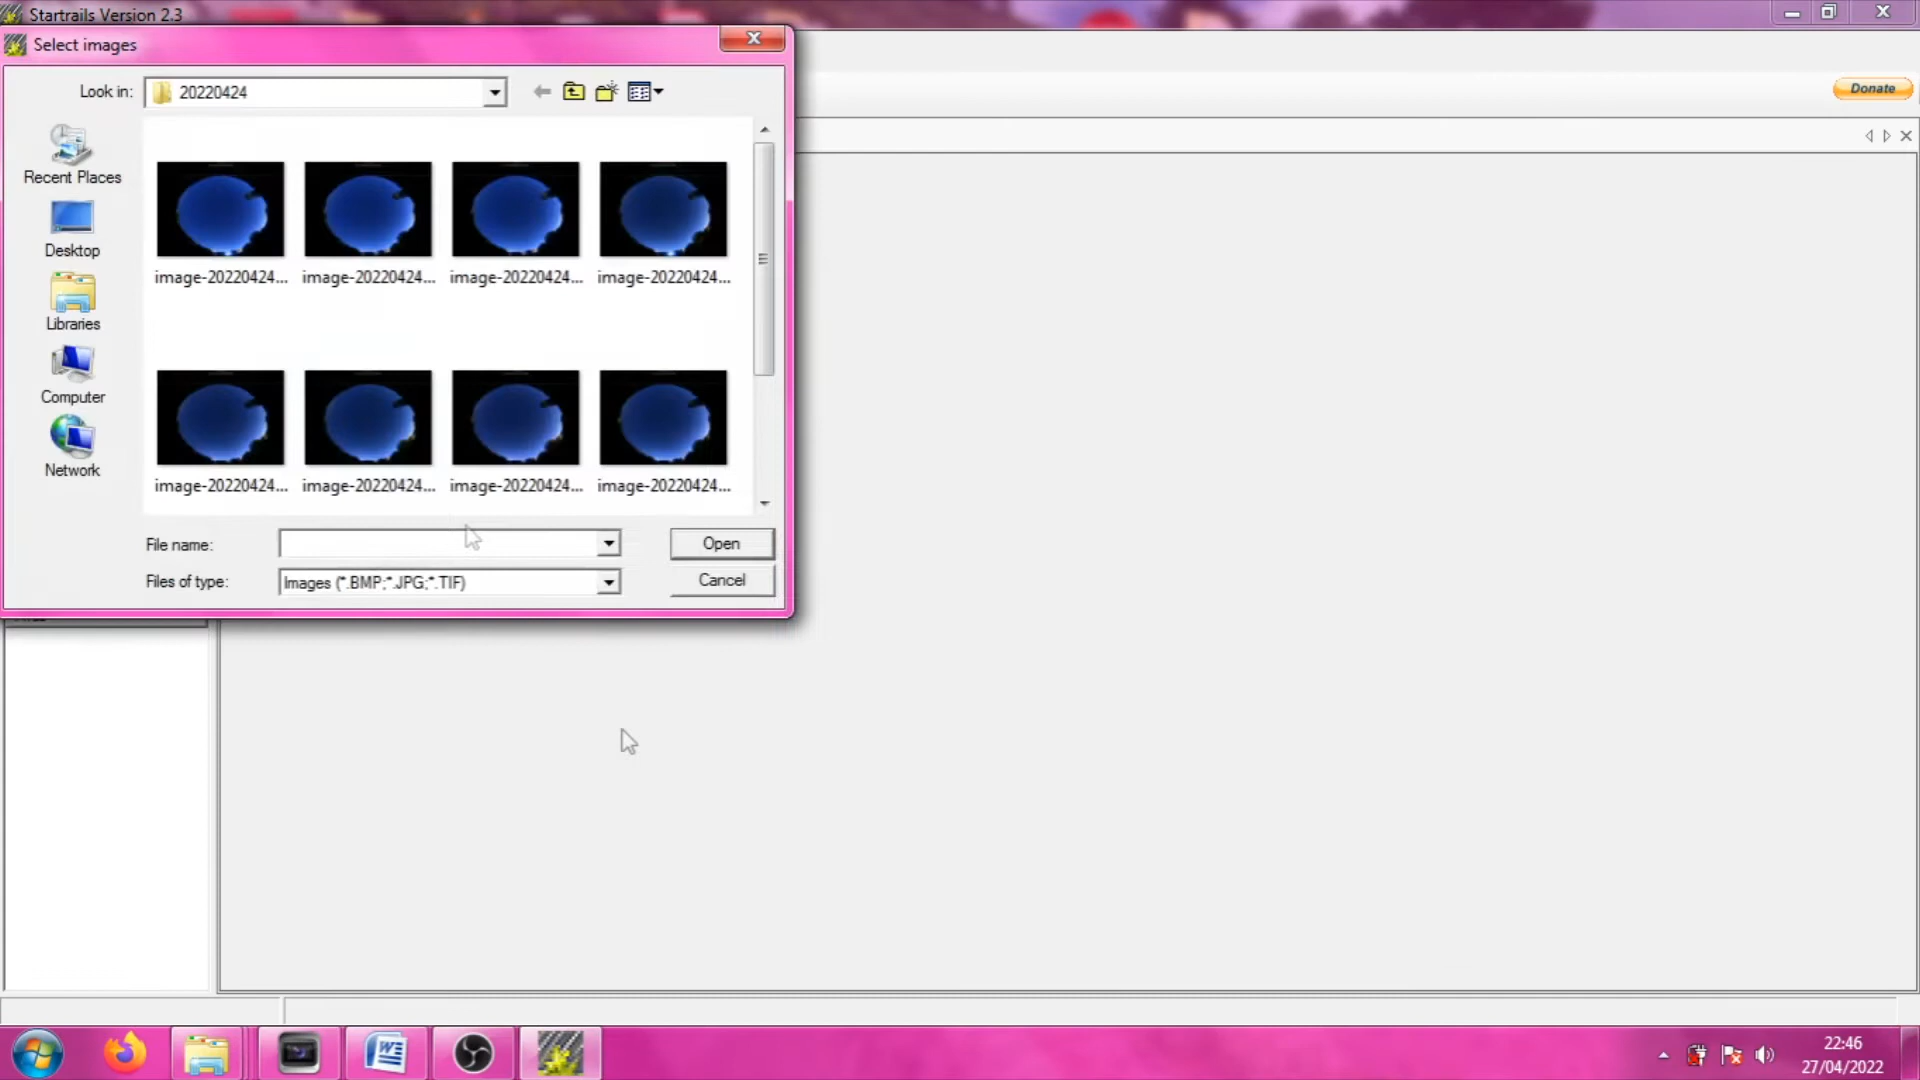 Startrails Version 2.3
Select images
Look in: 20220424
Donate
Recent Places
Desktop
Libraries
Computer
Network
image-20220424... image-20220424... image-20220424... image-20220424...
image-20220424... image-20220424... image-20220424... image-20220424...
File name: Open
Files of type: Images (*.BMP;*.JPG;*.TIF) Cancel
22:46
27/04/2022